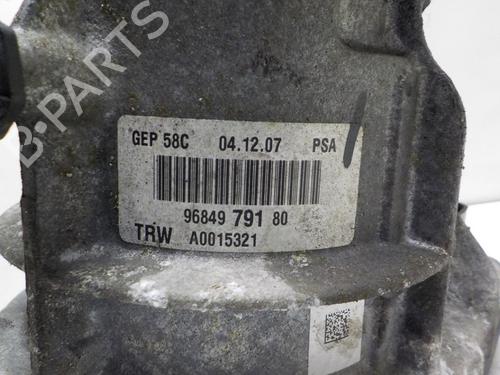 GEP 58C 04.12.07 PSA
96849 791 80
TRW A0015321
B-PARTS